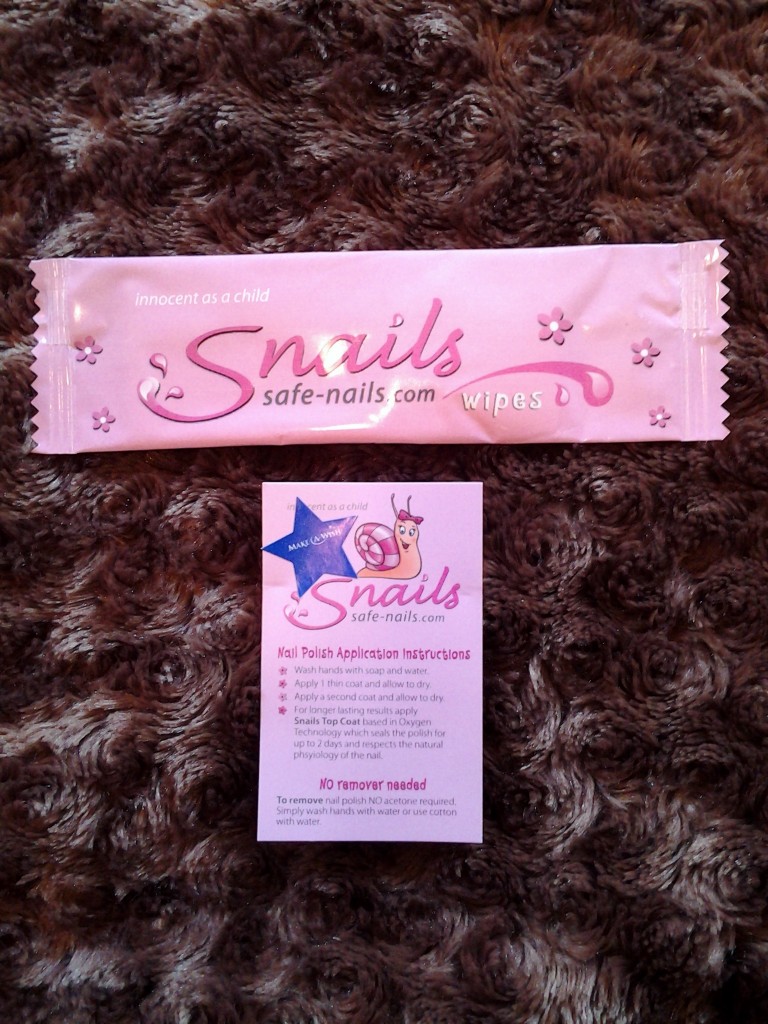 innocent as a child
Snails
safe-nails.com
wipes
innocent as a child
MAKE A WISH
Snails
safe-nails.com
Nail Polish Application Instructions
Wash hands with soap and water.
Apply 1 thin coat and allow to dry.
Apply a second coat and allow to dry.
For longer lasting results apply
Snails Top Coat based in Oxygen
Technology which seals the polish for
up to 2 days and respects the natural
phsyiology of the nail.
NO remover needed
To remove nail polish NO acetone required.
Simply wash hands with water or use cutton
with water.